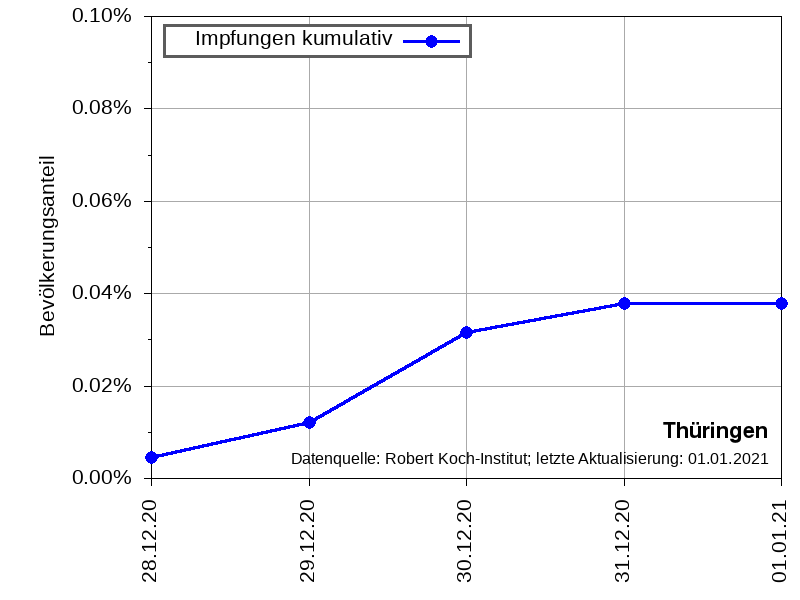 0.10%
Impfungen kumulativ
0.08%
0.06%
0.04%
0.02%
0.00%
Bevölkerungsanteil
Thüringen
Datenquelle: Robert Koch-Institut; letzte Aktualisierung: 01.01.2021
28.12.20
29.12.20
30.12.20
31.12.20
01.01.21